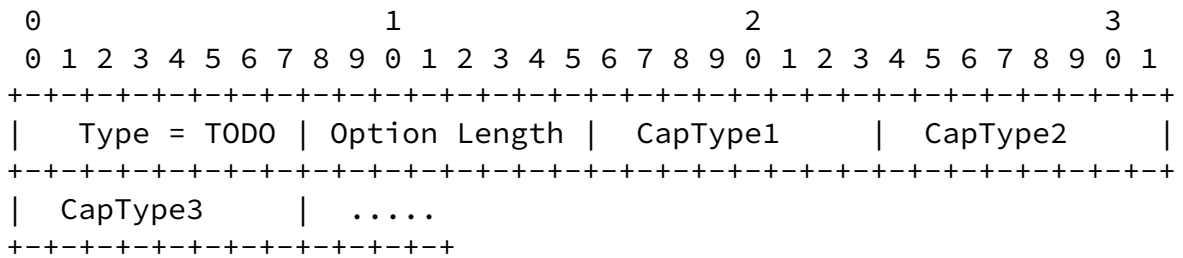 0                   1                   2                   3
 0 1 2 3 4 5 6 7 8 9 0 1 2 3 4 5 6 7 8 9 0 1 2 3 4 5 6 7 8 9 0 1
+-+-+-+-+-+-+-+-+-+-+-+-+-+-+-+-+-+-+-+-+-+-+-+-+-+-+-+-+-+-+-+-+
|   Type = TODO | Option Length |  CapType1     |  CapType2     |
+-+-+-+-+-+-+-+-+-+-+-+-+-+-+-+-+-+-+-+-+-+-+-+-+-+-+-+-+-+-+-+-+
|  CapType3     |  .....
+-+-+-+-+-+-+-+-+-+-+-+-+